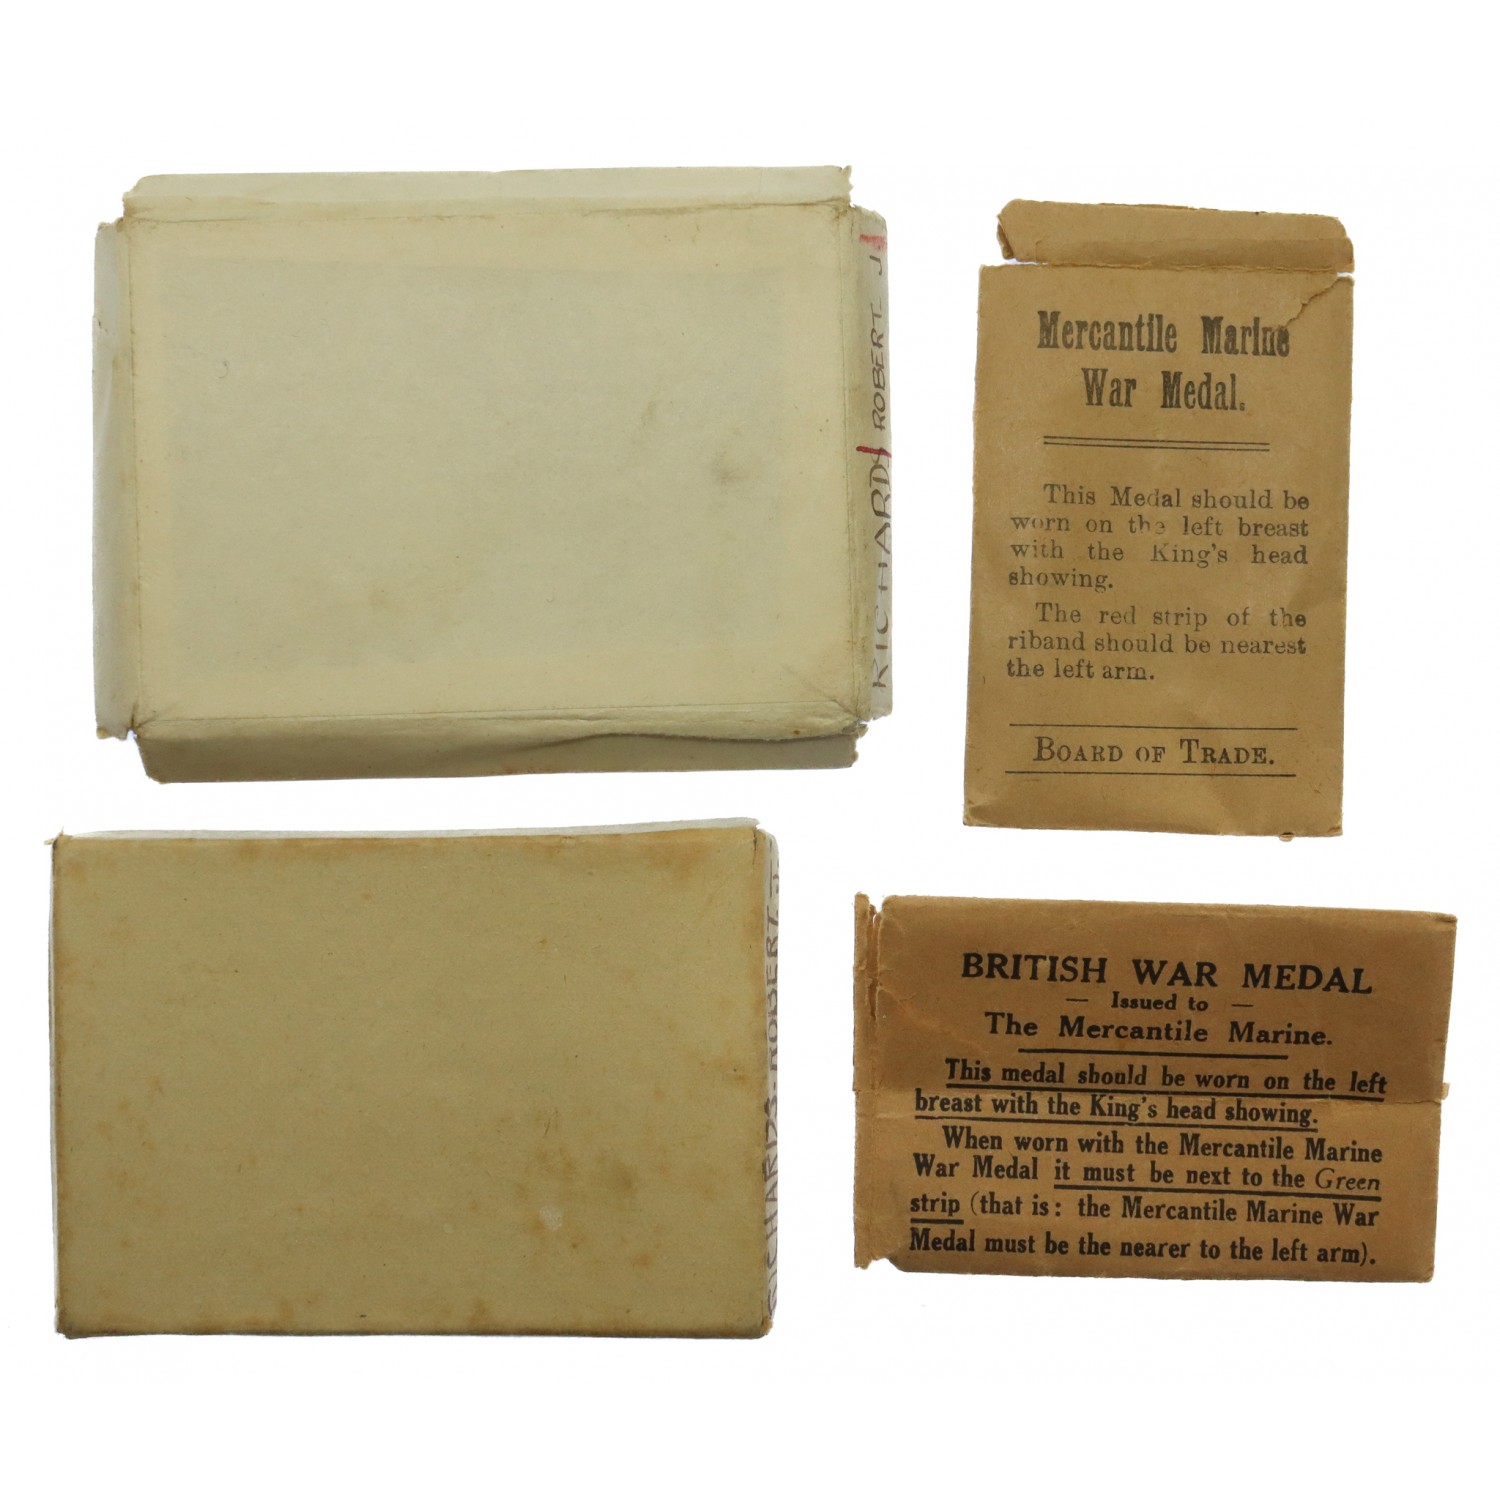 RICHARDS ROBERT J.
Mercantile Marine
War Medal.
This Medal should be
worn on the left breast
with the King's head
showing.
The red strip of the
riband should be nearest
the left arm.
BOARD OF TRADE.
RICHARDS. ROBERT. J.
BRITISH WAR MEDAL
— Issued to —
The Mercantile Marine.
This medal should be worn on the left
breast with the King's head showing.
When worn with the Mercantile Marine
War Medal it must be next to the Green
strip (that is: the Mercantile Marine War
Medal must be the nearer to the left arm).